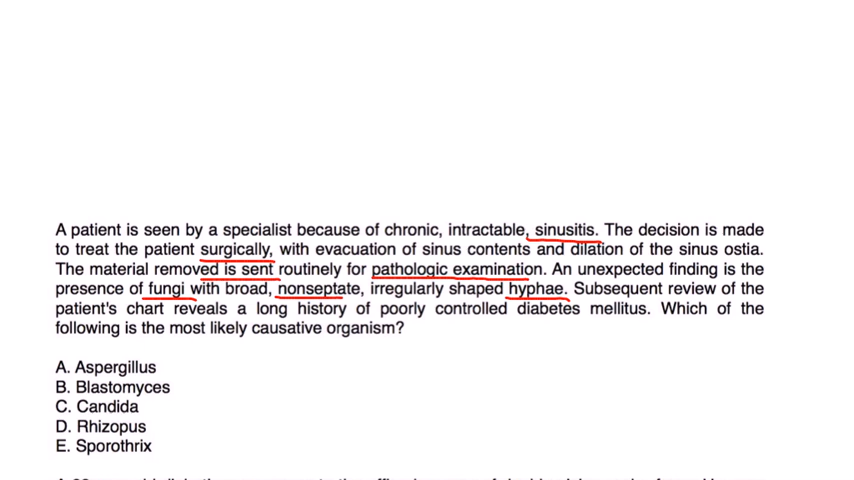 A patient is seen by a specialist because of chronic, intractable, sinusitis. The decision is made
to treat the patient surgically, with evacuation of sinus contents and dilation of the sinus ostia.
The material removed is sent routinely for pathologic examination. An unexpected finding is the
presence of fungi with broad, nonseptate, irregularly shaped hyphae. Subsequent review of the
patient's chart reveals a long history of poorly controlled diabetes mellitus. Which of the
following is the most likely causative organism?
A. Aspergillus
B. Blastomyces
C. Candida
D. Rhizopus
E. Sporothrix